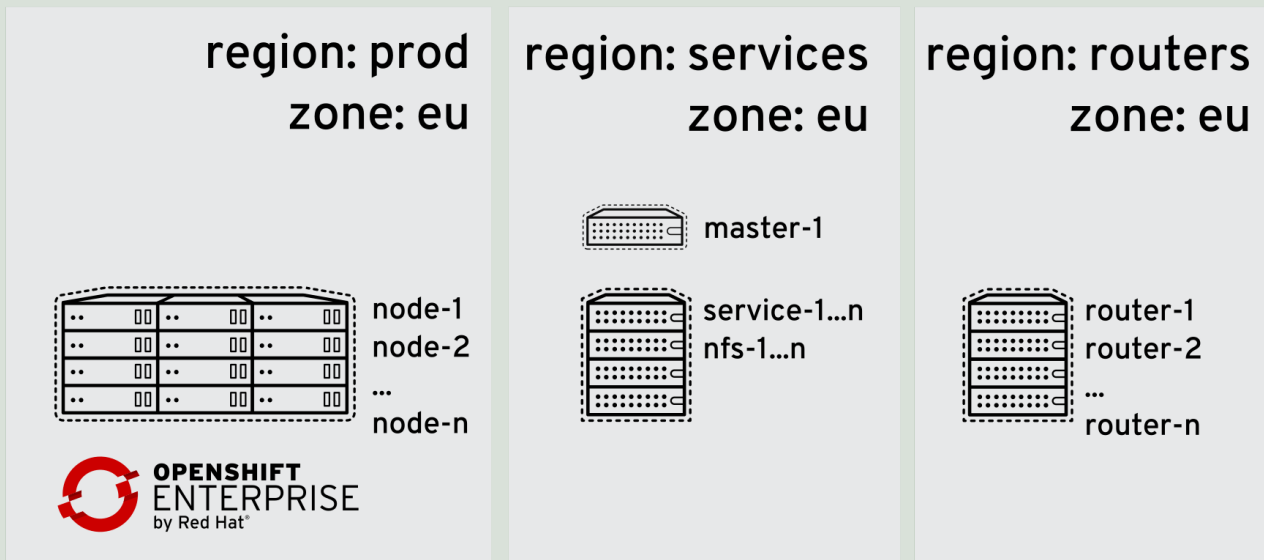 region: prod
zone: eu
node-1
node-2
...
node-n
OPENSHIFT
ENTERPRISE
by Red Hat®
region: services
zone: eu
master-1
service-1...n
nfs-1...n
region: routers
zone: eu
router-1
router-2
...
router-n